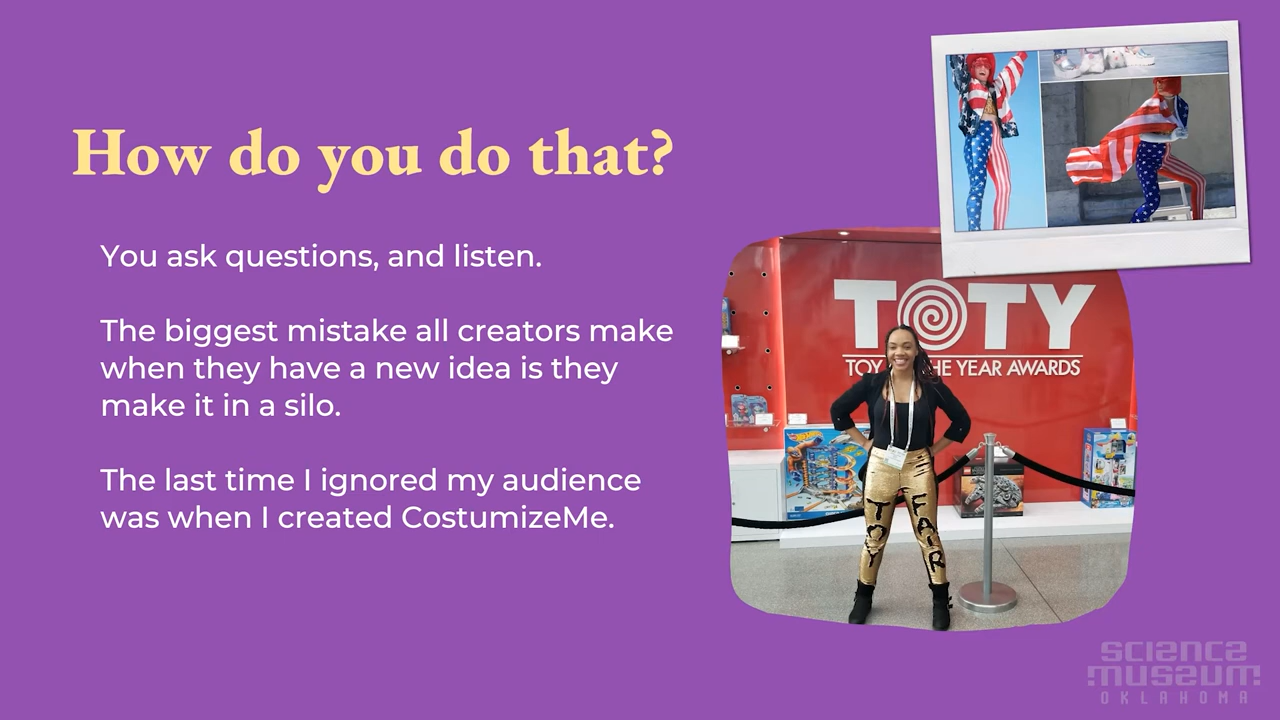 How do you do that?
You ask questions, and listen.
The biggest mistake all creators make
when they have a new idea is they
make it in a silo.
The last time I ignored my audience
was when I created CostumizeMe.
TOTY
TOY HE YEAR AWARDS
TOY FAIR
SCIENCE
MUSEUM
OKLAHOMA